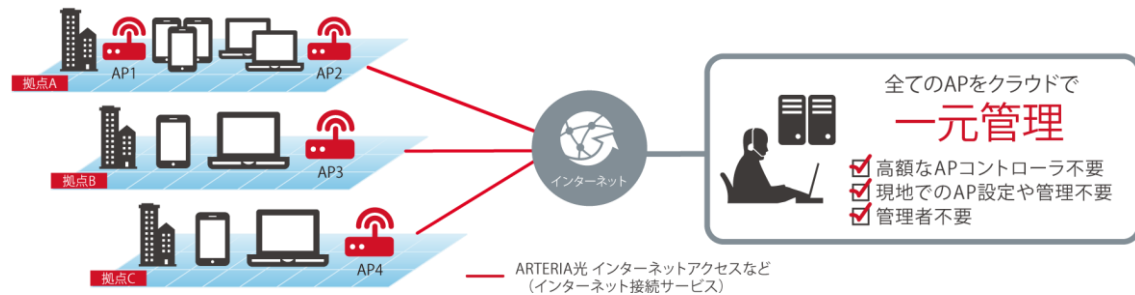 AP1
AP2
拠点A
AP3
拠点B
AP4
拠点C
インターネット
ARTERIA光 インターネットアクセスなど
（インターネット接続サービス）
全てのAPをクラウドで
一元管理
高額なAPコントローラ不要
現地でのAP設定や管理不要
管理者不要